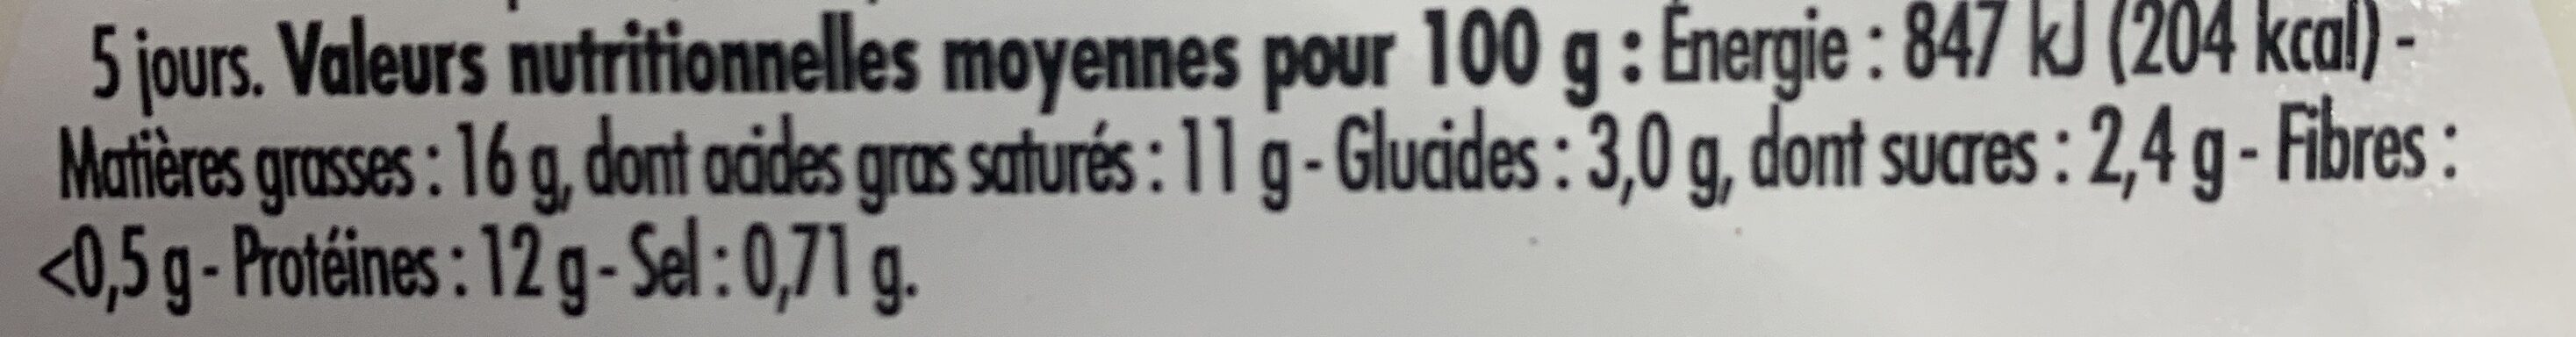 5 jours. Valeurs nutritionnelles moyennes pour 100 g : Énergie : 847 kJ (204 kcal) -
Matières grasses : 16 g, dont acides gras saturés : 11 g - Glucides : 3,0 g, dont sucres : 2,4 g - Fibres :
<0,5 g - Protéines : 12 g - Sel : 0,71 g.